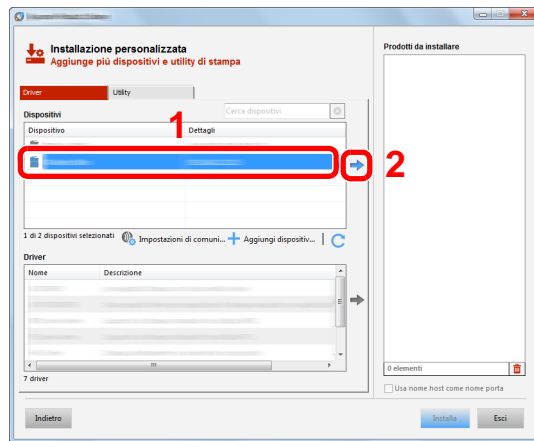 Installazione personalizzata
Aggiunge più dispositivi e utility di stampa
Prodotti da installare
Driver
Utility
Dispositivi
Cerca dispositivi
1
Dispositivo
Dettagli
2
1 di 2 dispositivi selezionati
Impostazioni di comuni...
Aggiungi dispositiv...
Driver
Nome
Descrizione
7 driver
0 elementi
Usa nome host come nome porta
Indietro
Installa
Esci